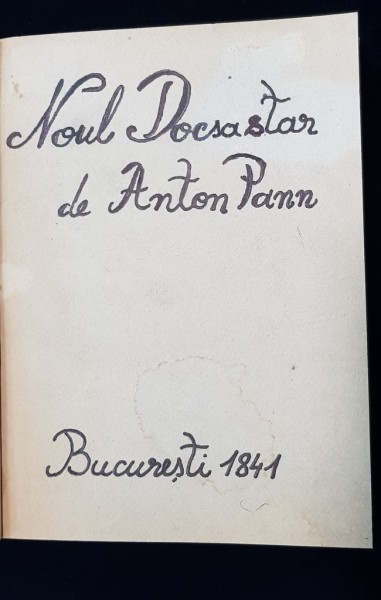 Noul Docsastar
de Anton Pann
București 1841